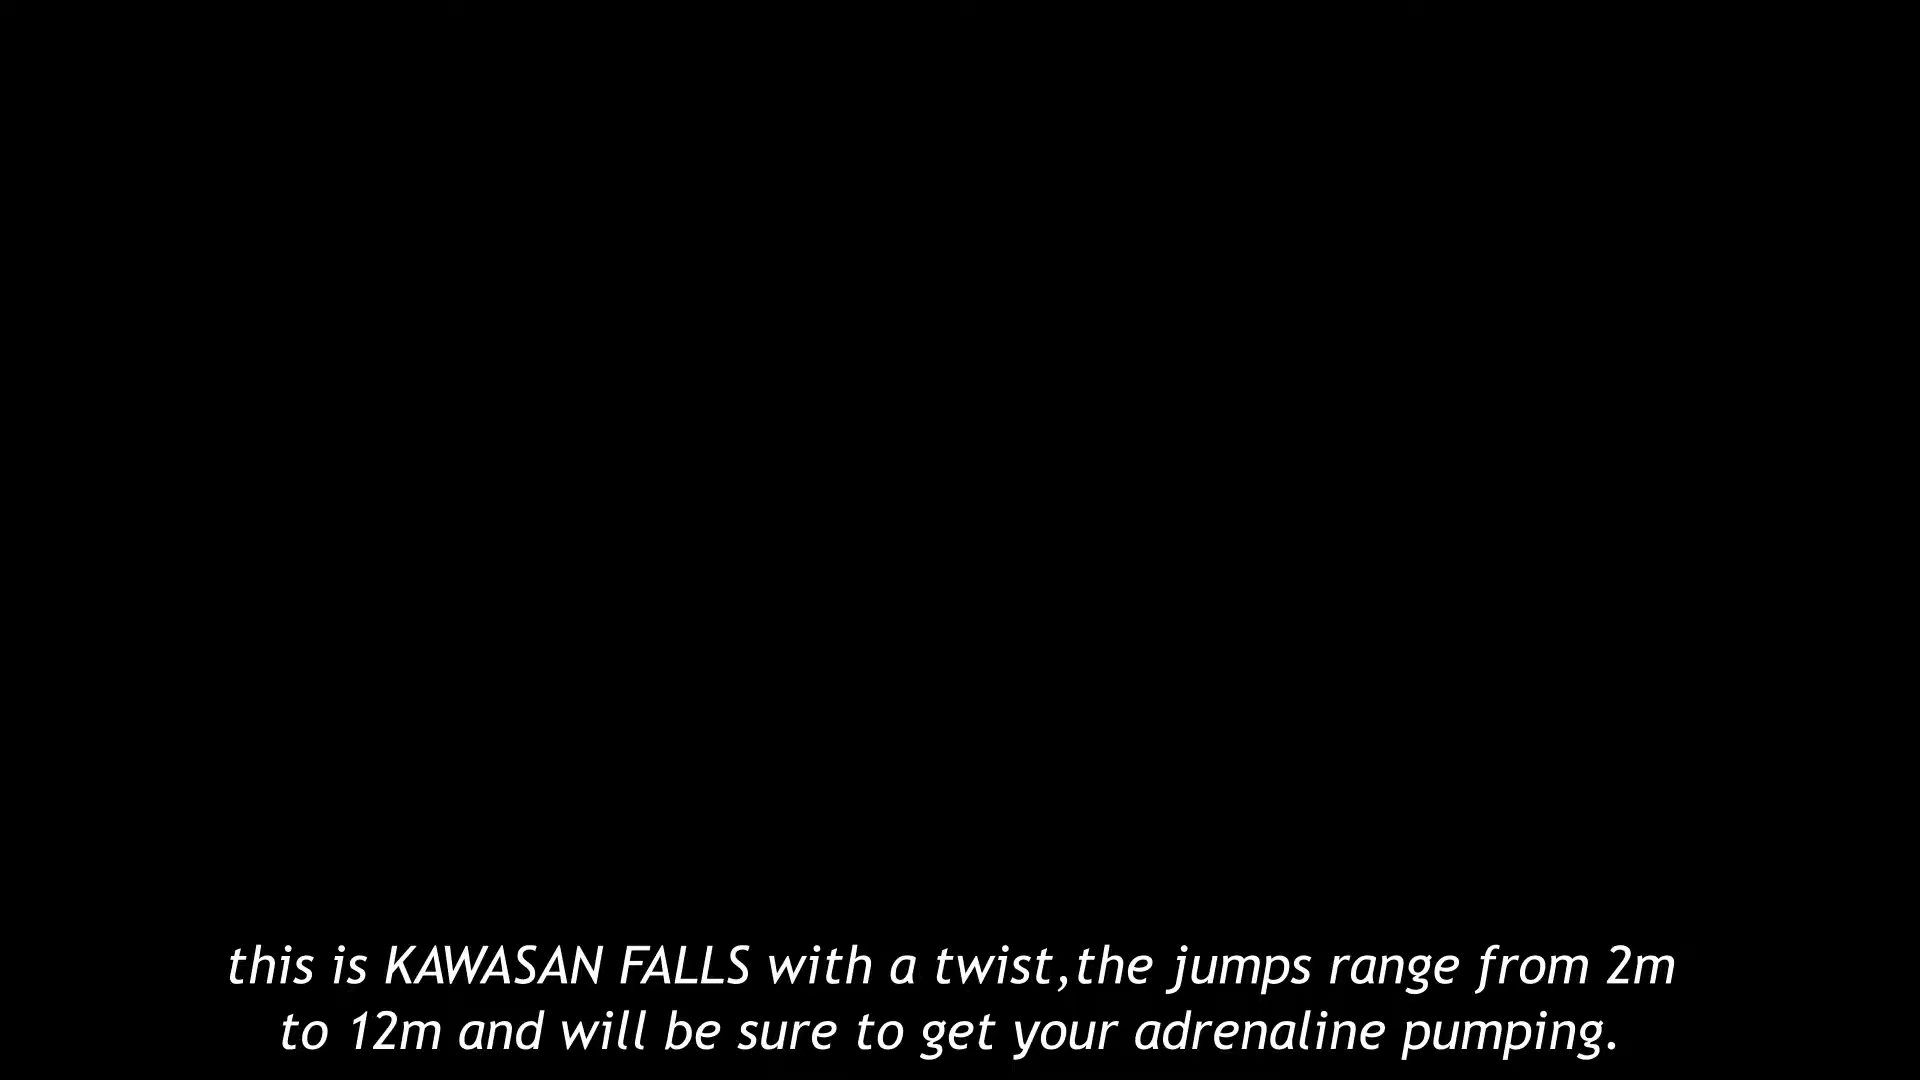 this is KAWASAN FALLS with a twist,the jumps range from 2m
to 12m and will be sure to get your adrenaline pumping.